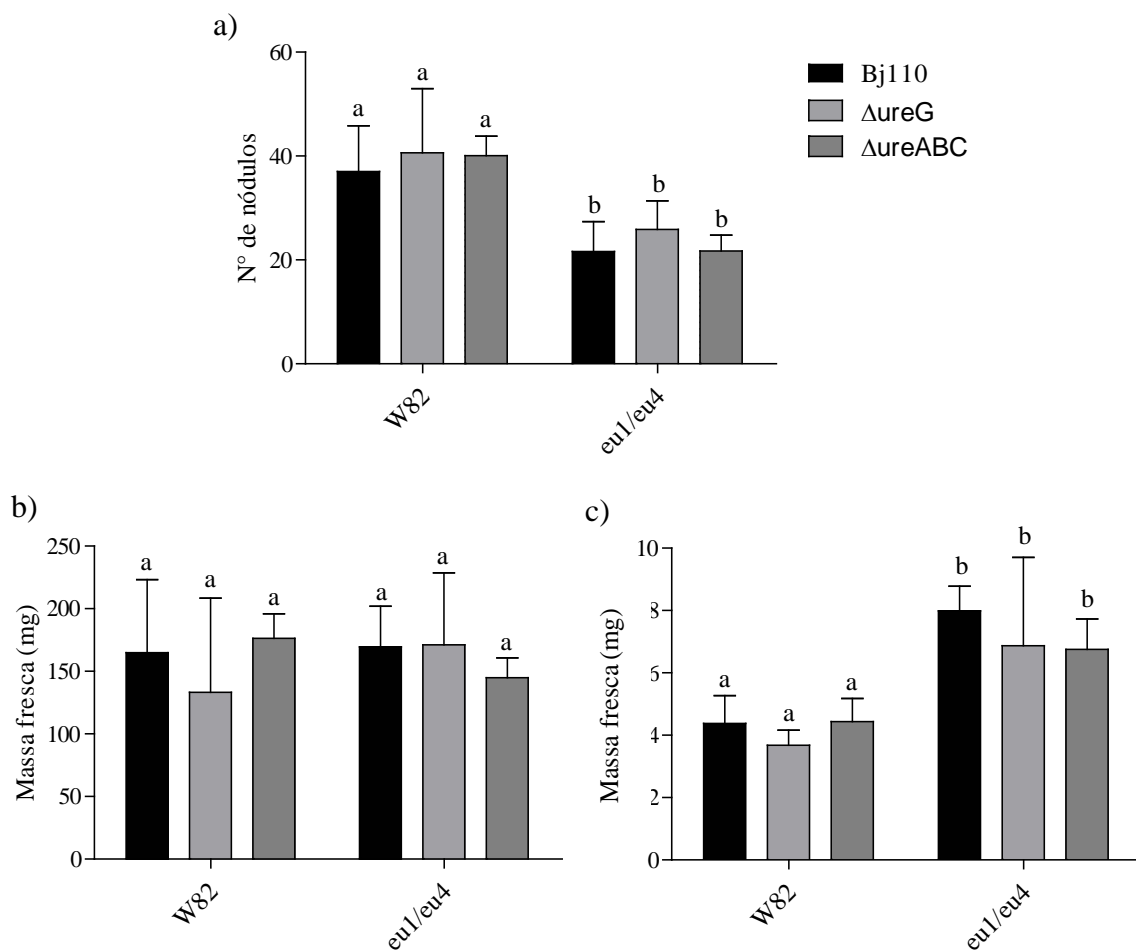 a)
N° de nódulos
60
40
20
0
a
a
a
b
b
b
W82
eu1/eu4
Bj110
ΔureG
ΔureABC
b)
Massa fresca (mg)
250
200
150
100
50
0
a
a
a
a
a
a
W82
eu1/eu4
c)
Massa fresca (mg)
10
8
6
4
2
0
a
a
a
b
b
b
W82
eu1/eu4